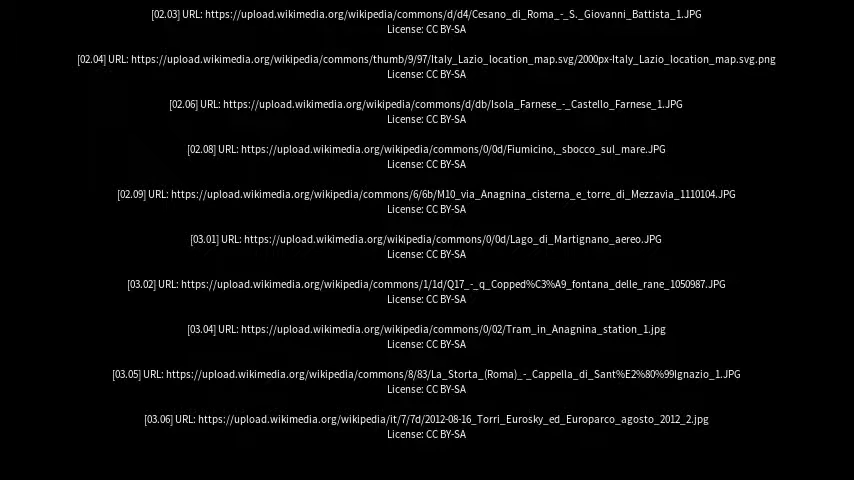 [02.03] URL: https://upload.wikimedia.org/wikipedia/commons/d/d4/Cesano_di_Roma_-_S._Giovanni_Battista_1.JPG
License: CC BY-SA
[02.04] URL: https://upload.wikimedia.org/wikipedia/commons/thumb/9/97/Italy_Lazio_location_map.svg/2000px-Italy_Lazio_location_map.svg.png
License: CC BY-SA
[02.06] URL: https://upload.wikimedia.org/wikipedia/commons/d/db/Isola_Farnese_-_Castello_Farnese_1.JPG
License: CC BY-SA
[02.08] URL: https://upload.wikimedia.org/wikipedia/commons/0/0d/Fiumicino,_sbocco_sul_mare.JPG
License: CC BY-SA
[02.09] URL: https://upload.wikimedia.org/wikipedia/commons/6/6b/M10_via_Anagnina_cisterna_e_torre_di_Mezzavia_1110104.JPG
License: CC BY-SA
[03.01] URL: https://upload.wikimedia.org/wikipedia/commons/0/0d/Lago_di_Martignano_aereo.JPG
License: CC BY-SA
[03.02] URL: https://upload.wikimedia.org/wikipedia/commons/1/1d/Q17_-_q_Copped%C3%A9_fontana_delle_rane_1050987.JPG
License: CC BY-SA
[03.04] URL: https://upload.wikimedia.org/wikipedia/commons/0/02/Tram_in_Anagnina_station_1.jpg
License: CC BY-SA
[03.05] URL: https://upload.wikimedia.org/wikipedia/commons/8/83/La_Storta_(Roma)_-_Cappella_di_Sant%E2%80%99Ignazio_1.JPG
License: CC BY-SA
[03.06] URL: https://upload.wikimedia.org/wikipedia/it/7/7d/2012-08-16_Torri_Eurosky_ed_Europarco_agosto_2012_2.jpg
License: CC BY-SA